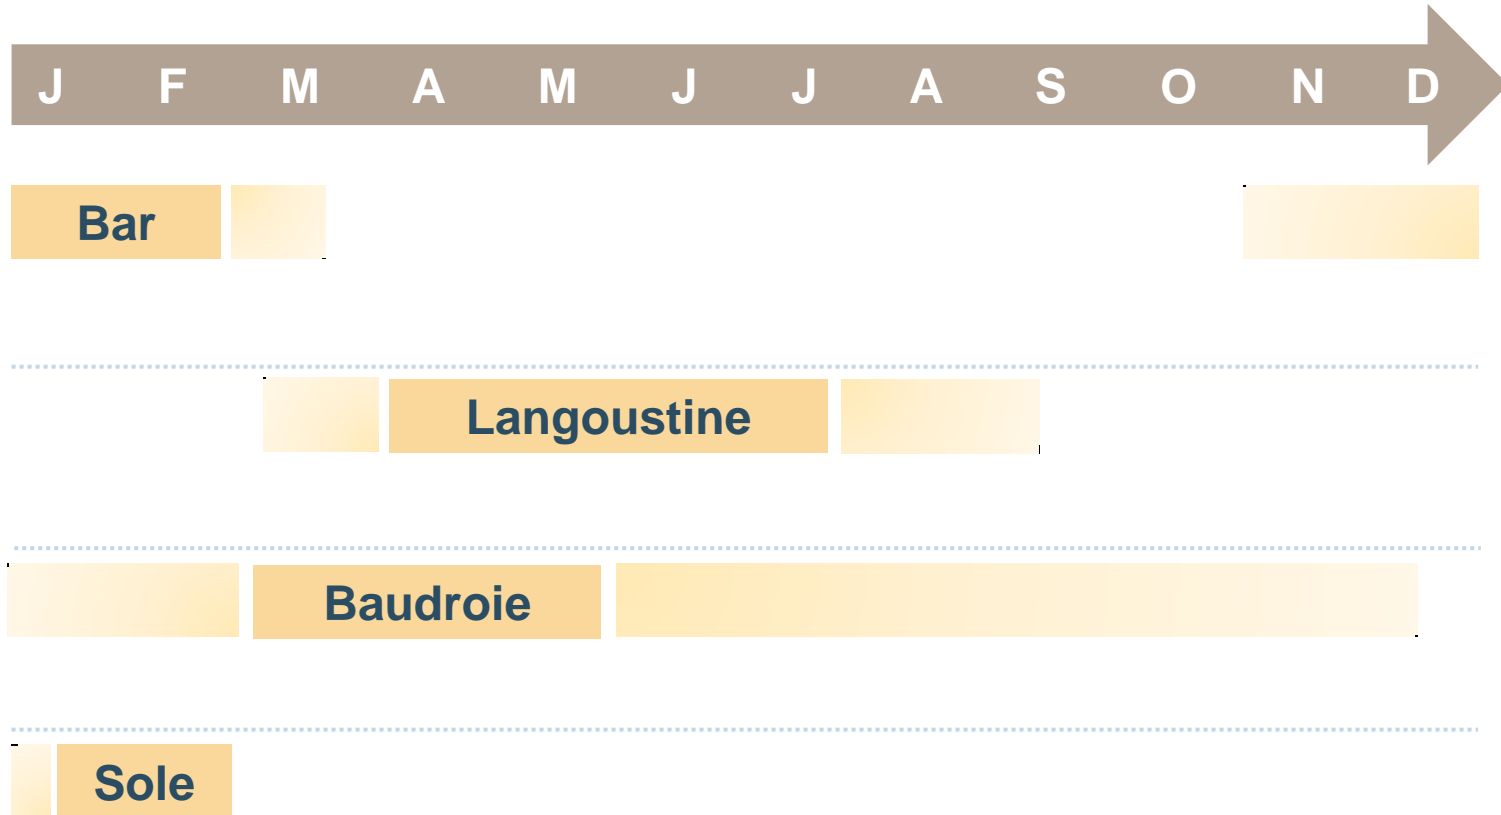 J F M A M J J A S O N D
Bar
Langoustine
Baudroie
Sole